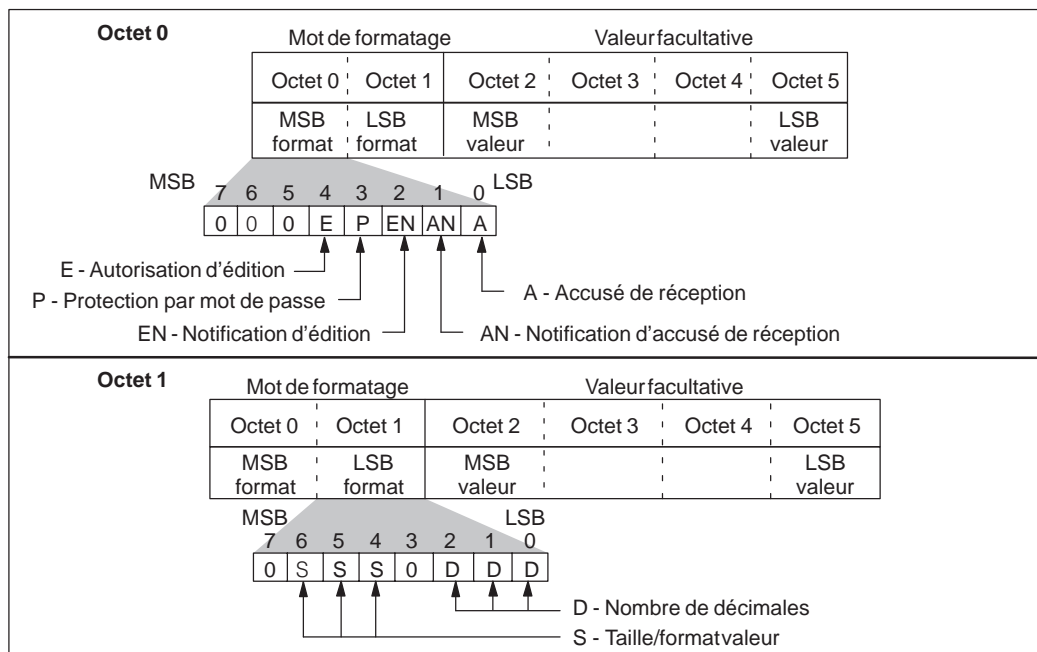 Octet 0
Mot de formatage Valeur facultative
Octet 0 Octet 1 Octet 2 Octet 3 Octet 4 Octet 5
MSB LSB MSB LSB
format format valeur valeur
MSB LSB
7 6 5 4 3 2 1 0
0 0 0 E P EN AN A
E - Autorisation d'édition
P - Protection par mot de passe
A - Accusé de réception
EN - Notification d'édition AN - Notification d'accusé de réception
Octet 1
Mot de formatage Valeur facultative
Octet 0 Octet 1 Octet 2 Octet 3 Octet 4 Octet 5
MSB LSB MSB LSB
format format valeur valeur
MSB LSB
7 6 5 4 3 2 1 0
0 S S S 0 D D D
D - Nombre de décimales
S - Taille/format valeur